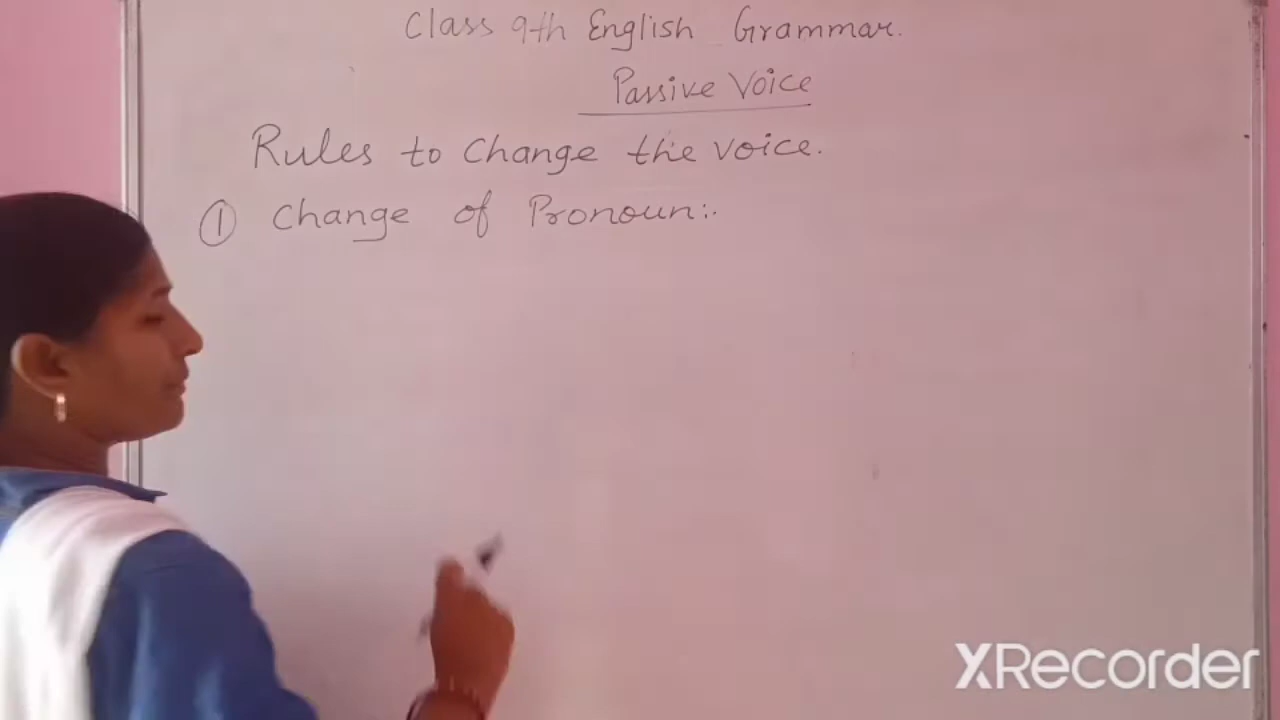 Class 9th English Grammar.
Passive Voice
Rules to Change the voice.
① Change of Pronoun:-
XRecorder